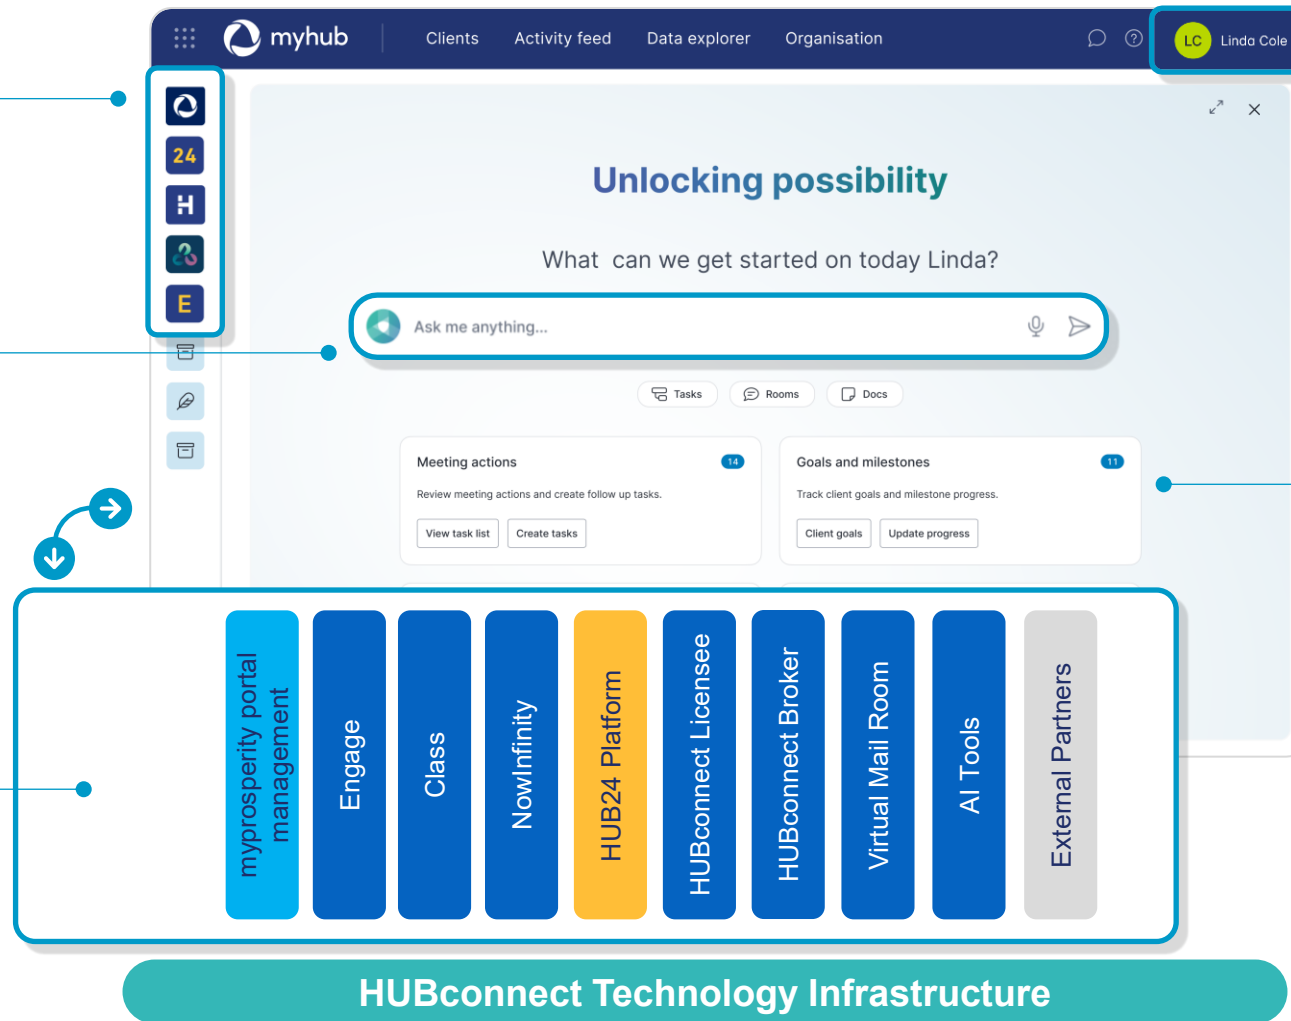 myhub
Clients
Activity feed
Data explorer
Organisation
LC
Linda Cole
24
H
E
Unlocking possibility
What can we get started on today Linda?
Ask me anything...
Tasks
Rooms
Docs
Meeting actions
14
Review meeting actions and create follow up tasks.
View task list
Create tasks
Goals and milestones
11
Track client goals and milestone progress.
Client goals
Update progress
myprosperity portal
management
Engage
Class
NowInfinity
HUB24 Platform
HUBconnect Licensee
HUBconnect Broker
Virtual Mail Room
AI Tools
External Partners
HUBconnect Technology Infrastructure